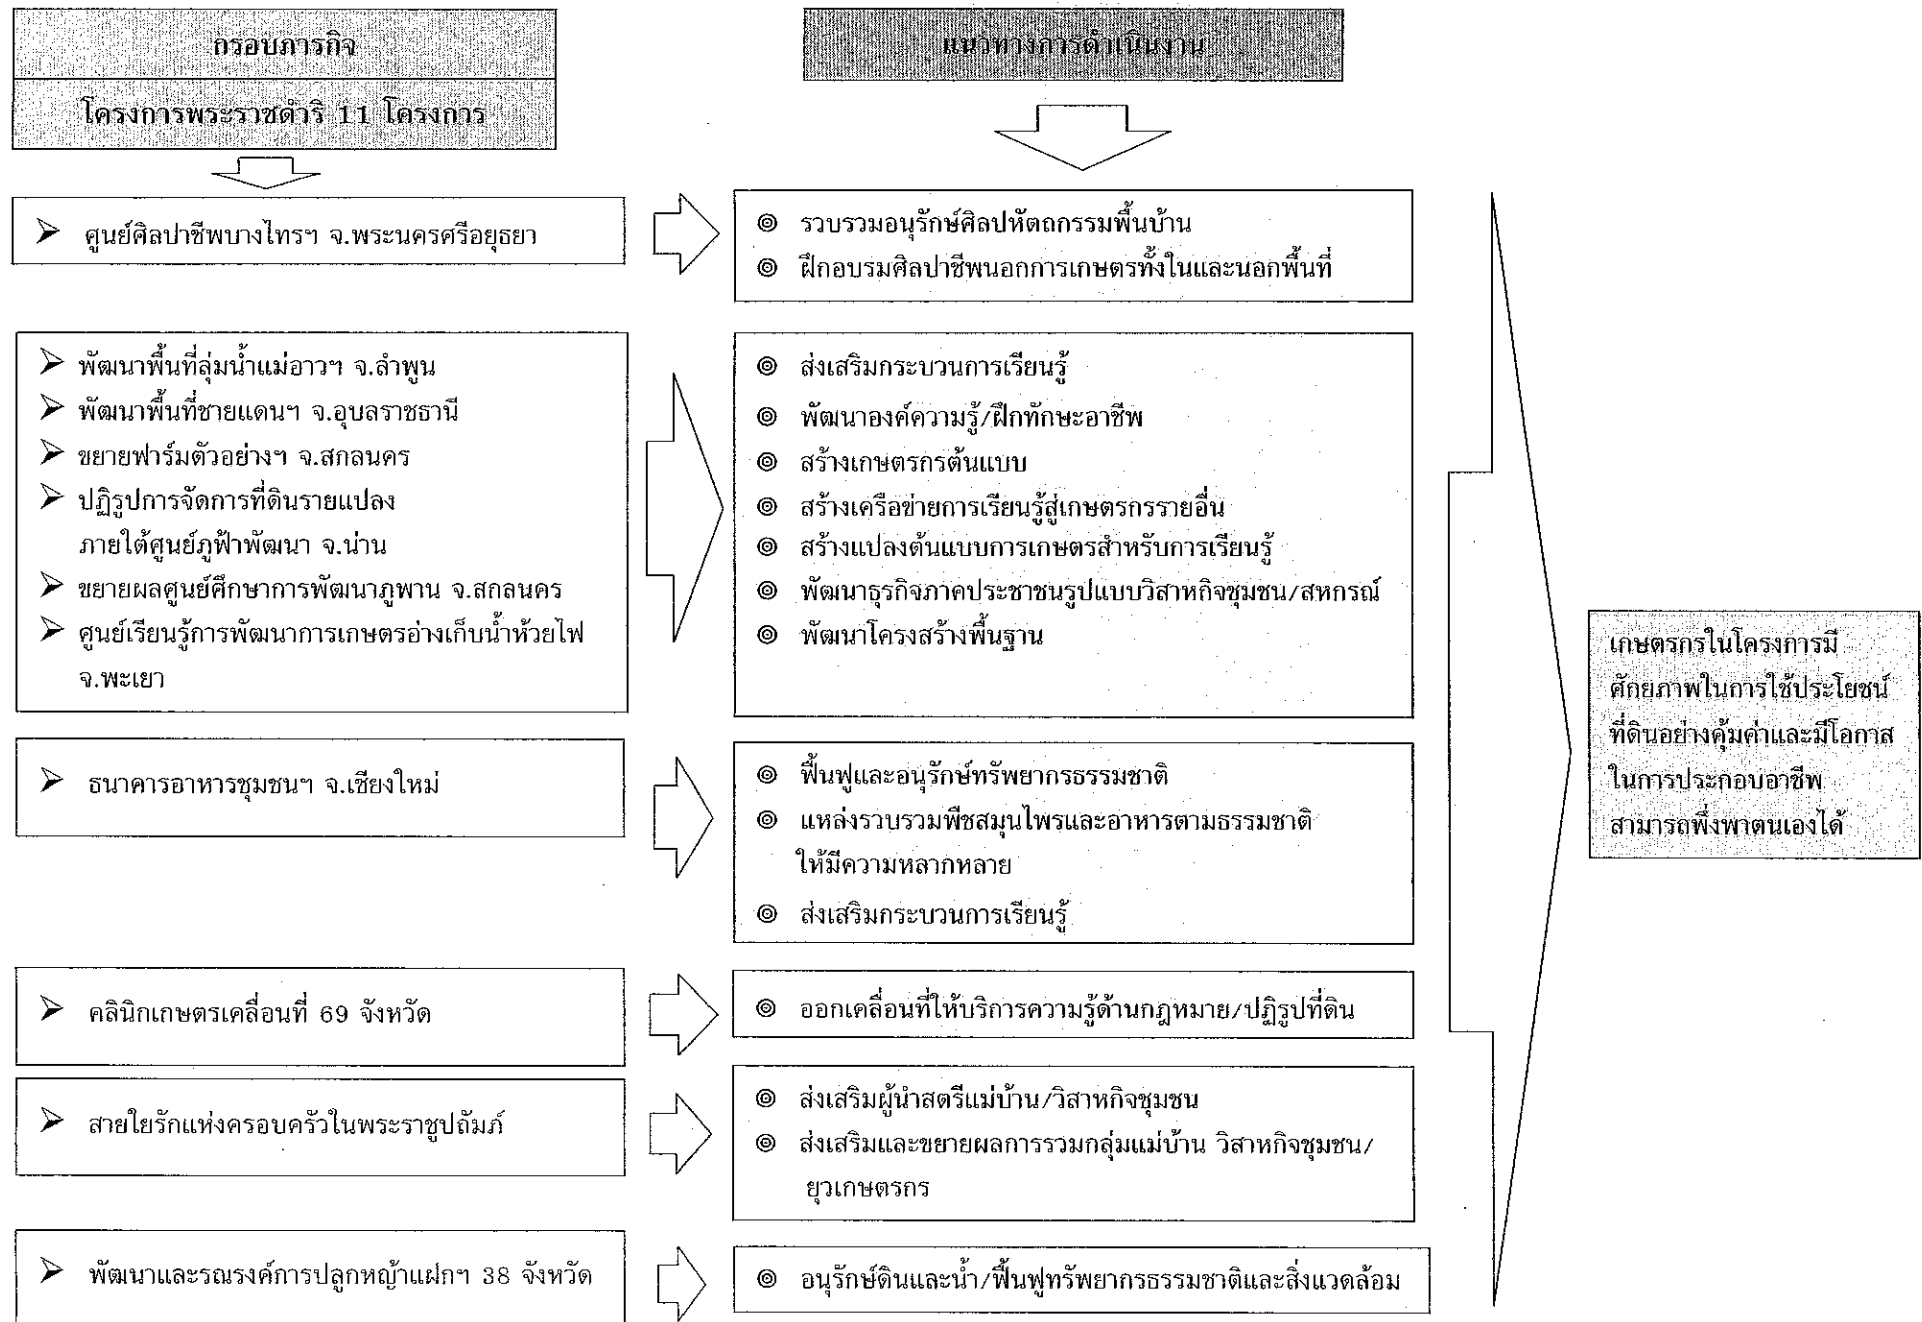 กรอบภารกิจ
โครงการพระราชดำริ 11 โครงการ
แนวทางการดำเนินงาน
ศูนย์ศิลปาชีพบางไทรฯ จ.พระนครศรีอยุธยา
รวบรวมอนุรักษ์ศิลปหัตถกรรมพื้นบ้าน
ฝึกอบรมศิลปาชีพนอกการเกษตรทั้งในและนอกพื้นที่
พัฒนาพื้นที่ลุ่มน้ำแม่อาวฯ จ.ลำพูน
พัฒนาพื้นที่ชายแดนฯ จ.อุบลราชธานี
ขยายฟาร์มตัวอย่างฯ จ.สกลนคร
ปฏิรูปการจัดการที่ดินรายแปลง
ภายใต้ศูนย์ภูฟ้าพัฒนา จ.น่าน
ขยายผลศูนย์ศึกษาการพัฒนาภูพาน จ.สกลนคร
ศูนย์เรียนรู้การพัฒนาการเกษตรอ่างเก็บน้ำห้วยไฟ
จ.พะเยา
ส่งเสริมกระบวนการเรียนรู้
พัฒนาองค์ความรู้/ฝึกทักษะอาชีพ
สร้างเกษตรกรต้นแบบ
สร้างเครือข่ายการเรียนรู้สู่เกษตรกรรายอื่น
สร้างแปลงต้นแบบการเกษตรสำหรับการเรียนรู้
พัฒนาธุรกิจภาคประชาชนรูปแบบวิสาหกิจชุมชน/สหกรณ์
พัฒนาโครงสร้างพื้นฐาน
ธนาคารอาหารชุมชนฯ จ.เชียงใหม่
ฟื้นฟูและอนุรักษ์ทรัพยากรธรรมชาติ
แหล่งรวบรวมพืชสมุนไพรและอาหารตามธรรมชาติ
ให้มีความหลากหลาย
ส่งเสริมกระบวนการเรียนรู้
คลินิกเกษตรเคลื่อนที่ 69 จังหวัด
ออกเคลื่อนที่ให้บริการความรู้ด้านกฎหมาย/ปฏิรูปที่ดิน
สายใยรักแห่งครอบครัวในพระราชูปถัมภ์
ส่งเสริมผู้นำสตรีแม่บ้าน/วิสาหกิจชุมชน
ส่งเสริมและขยายผลการรวมกลุ่มแม่บ้าน วิสาหกิจชุมชน/
ยุวเกษตรกร
พัฒนาและรณรงค์การปลูกหญ้าแฝกฯ 38 จังหวัด
อนุรักษ์ดินและน้ำ/ฟื้นฟูทรัพยากรธรรมชาติและสิ่งแวดล้อม
เกษตรกรในโครงการมี
ศักยภาพในการใช้ประโยชน์
ที่ดินอย่างคุ้มค่าและมีโอกาส
ในการประกอบอาชีพ
สามารถพึ่งพาตนเองได้